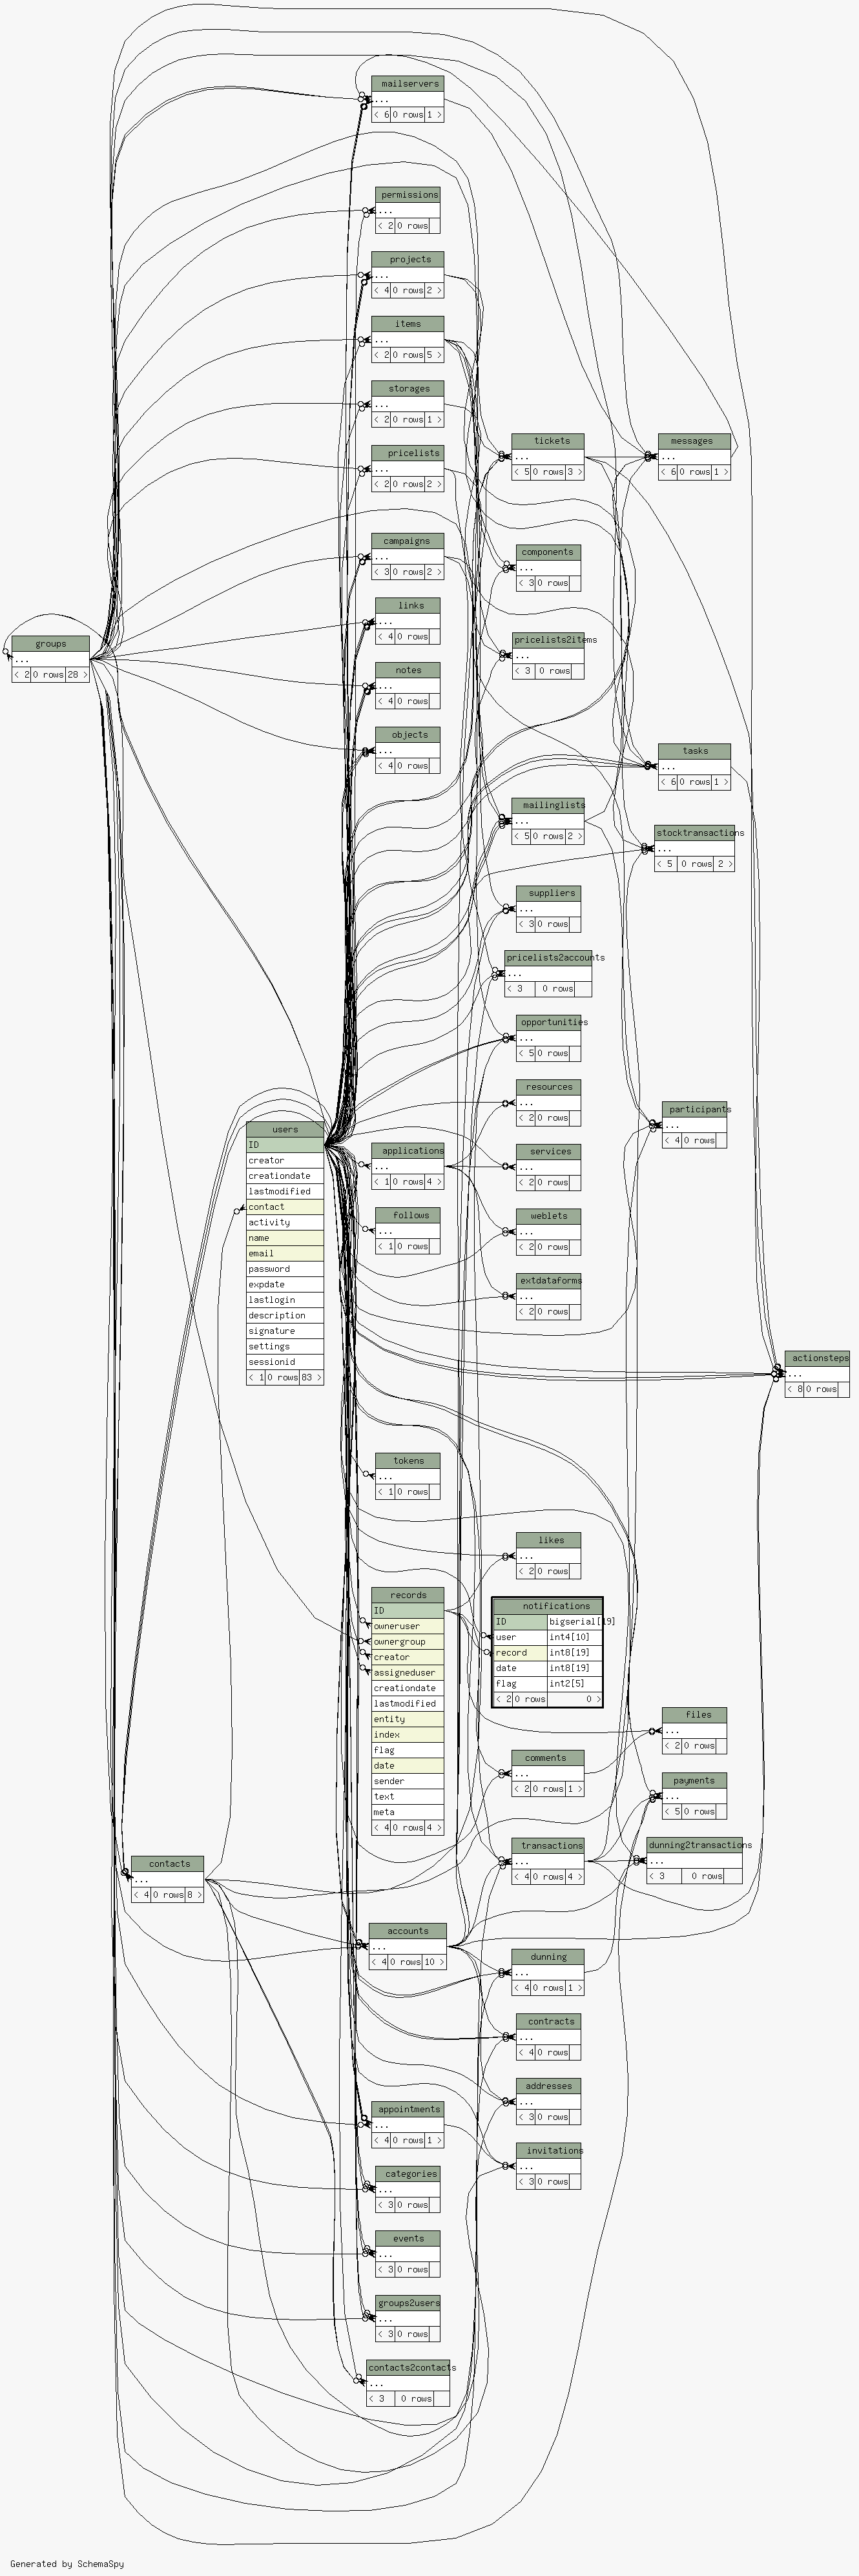 mailservers
...
< 6 0 rows 1 >
permissions
...
< 2 0 rows
projects
...
< 4 0 rows 2 >
items
...
< 2 0 rows 5 >
storages
...
< 2 0 rows 1 >
pricelists
...
< 2 0 rows 2 >
tickets
...
< 5 0 rows 3 >
messages
...
< 6 0 rows 1 >
campaigns
...
< 3 0 rows 2 >
components
...
< 3 0 rows
links
...
< 4 0 rows
groups
...
< 2 0 rows 28 >
pricelists2items
...
< 3 0 rows
notes
...
< 4 0 rows
objects
...
< 4 0 rows
tasks
...
< 6 0 rows 1 >
mailinglists
...
< 5 0 rows 2 >
stocktransactions
...
< 5 0 rows 2 >
suppliers
...
< 3 0 rows
pricelists2accounts
...
< 3 0 rows
opportunities
...
< 5 0 rows
resources
...
< 2 0 rows
participants
...
< 4 0 rows
users
ID
creator
creationdate
lastmodified
contact
activity
name
email
password
expdate
lastlogin
description
signature
settings
sessionid
< 1 0 rows 83 >
applications
...
< 1 0 rows 4 >
services
...
< 2 0 rows
follows
...
< 1 0 rows
weblets
...
< 2 0 rows
extdataforms
...
< 2 0 rows
actionsteps
...
< 8 0 rows
tokens
...
< 1 0 rows
likes
...
< 2 0 rows
records
ID
owneruser
ownergroup
creator
assigneduser
creationdate
lastmodified
entity
index
flag
date
sender
text
meta
< 4 0 rows 4 >
notifications
ID bigserial[19]
user int4[10]
record int8[19]
date int8[19]
flag int2[5]
< 2 0 rows 0 >
files
...
< 2 0 rows
comments
...
< 2 0 rows 1 >
payments
...
< 5 0 rows
transactions
...
< 4 0 rows 4 >
dunning2transactions
...
< 3 0 rows
contacts
...
< 4 0 rows 8 >
accounts
...
< 4 0 rows 10 >
dunning
...
< 4 0 rows 1 >
contracts
...
< 4 0 rows
addresses
...
< 3 0 rows
appointments
...
< 4 0 rows 1 >
invitations
...
< 3 0 rows
categories
...
< 3 0 rows
events
...
< 3 0 rows
groups2users
...
< 3 0 rows
contacts2contacts
...
< 3 0 rows
Generated by SchemaSpy